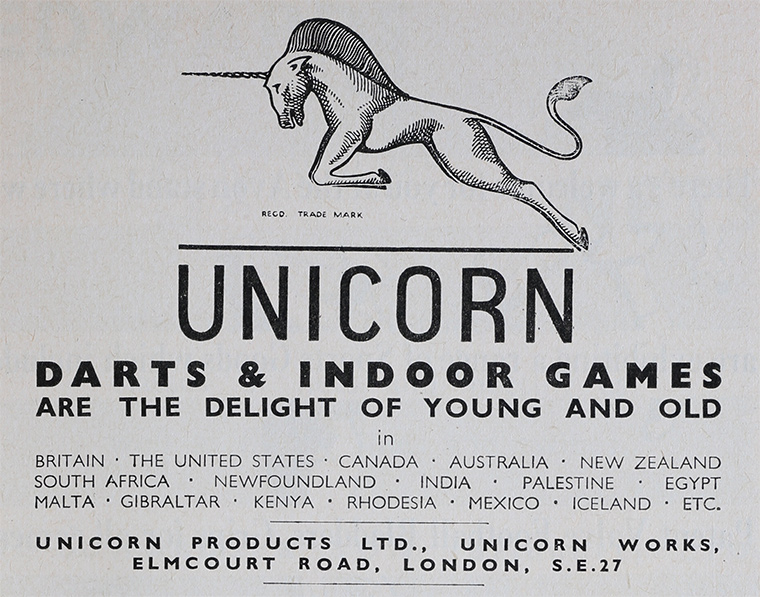 REGD. TRADE MARK
UNICORN
DARTS & INDOOR GAMES
ARE THE DELIGHT OF YOUNG AND OLD
in
BRITAIN · THE UNITED STATES · CANADA · AUSTRALIA · NEW ZEALAND
SOUTH AFRICA · NEWFOUNDLAND · INDIA · PALESTINE · EGYPT
MALTA · GIBRALTAR · KENYA · RHODESIA · MEXICO · ICELAND · ETC.
UNICORN PRODUCTS LTD., UNICORN WORKS,
ELMCOURT ROAD, LONDON, S.E.27